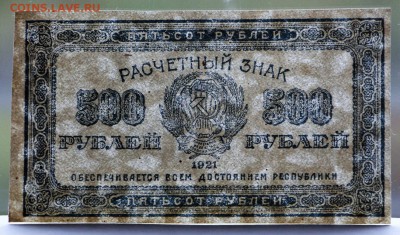 COINS.LAVE.RU
ПЯТЬСОТ РУБЛЕЙ
РАСЧЕТНЫЙ ЗНАК
500 500
РУБЛЕЙ РУБЛЕЙ
1921
ОБЕСПЕЧИВАЕТСЯ ВСЕМ ДОСТОЯНИЕМ РЕСПУБЛИКИ
ПЯТЬСОТ РУБЛЕЙ